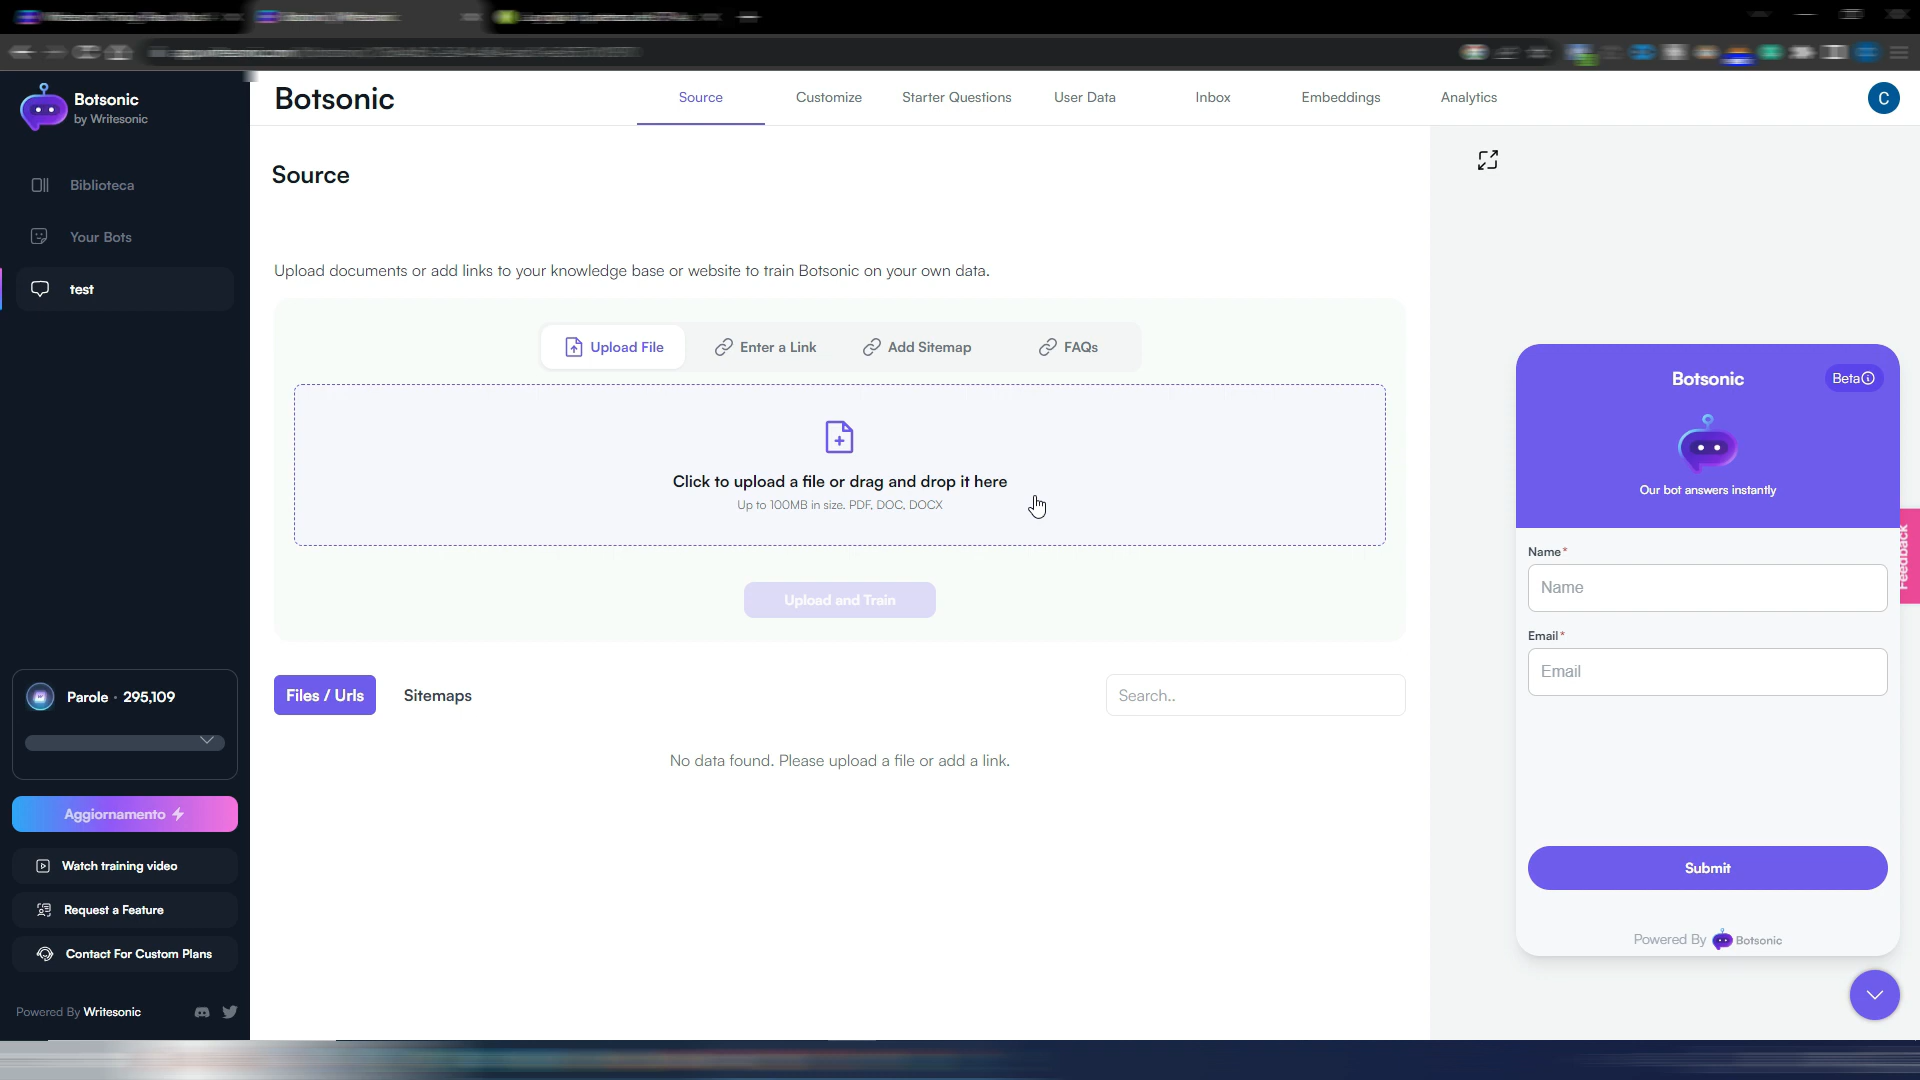 Botsonic
by Writesonic
Biblioteca
Your Bots
test
Parole · 295,109
Aggiornamento
Watch training video
Request a Feature
Contact For Custom Plans
Powered By Writesonic
Botsonic
Source
Customize
Starter Questions
User Data
Inbox
Embeddings
Analytics
C
Source
Upload documents or add links to your knowledge base or website to train Botsonic on your own data.
Upload File
Enter a Link
Add Sitemap
FAQs
Click to upload a file or drag and drop it here
Up to 100MB in size. PDF, DOC, DOCX
Upload and Train
Files / Urls
Sitemaps
Search..
No data found. Please upload a file or add a link.
Botsonic
Beta
Our bot answers instantly
Name*
Name
Email*
Email
Submit
Powered By Botsonic
Feedback